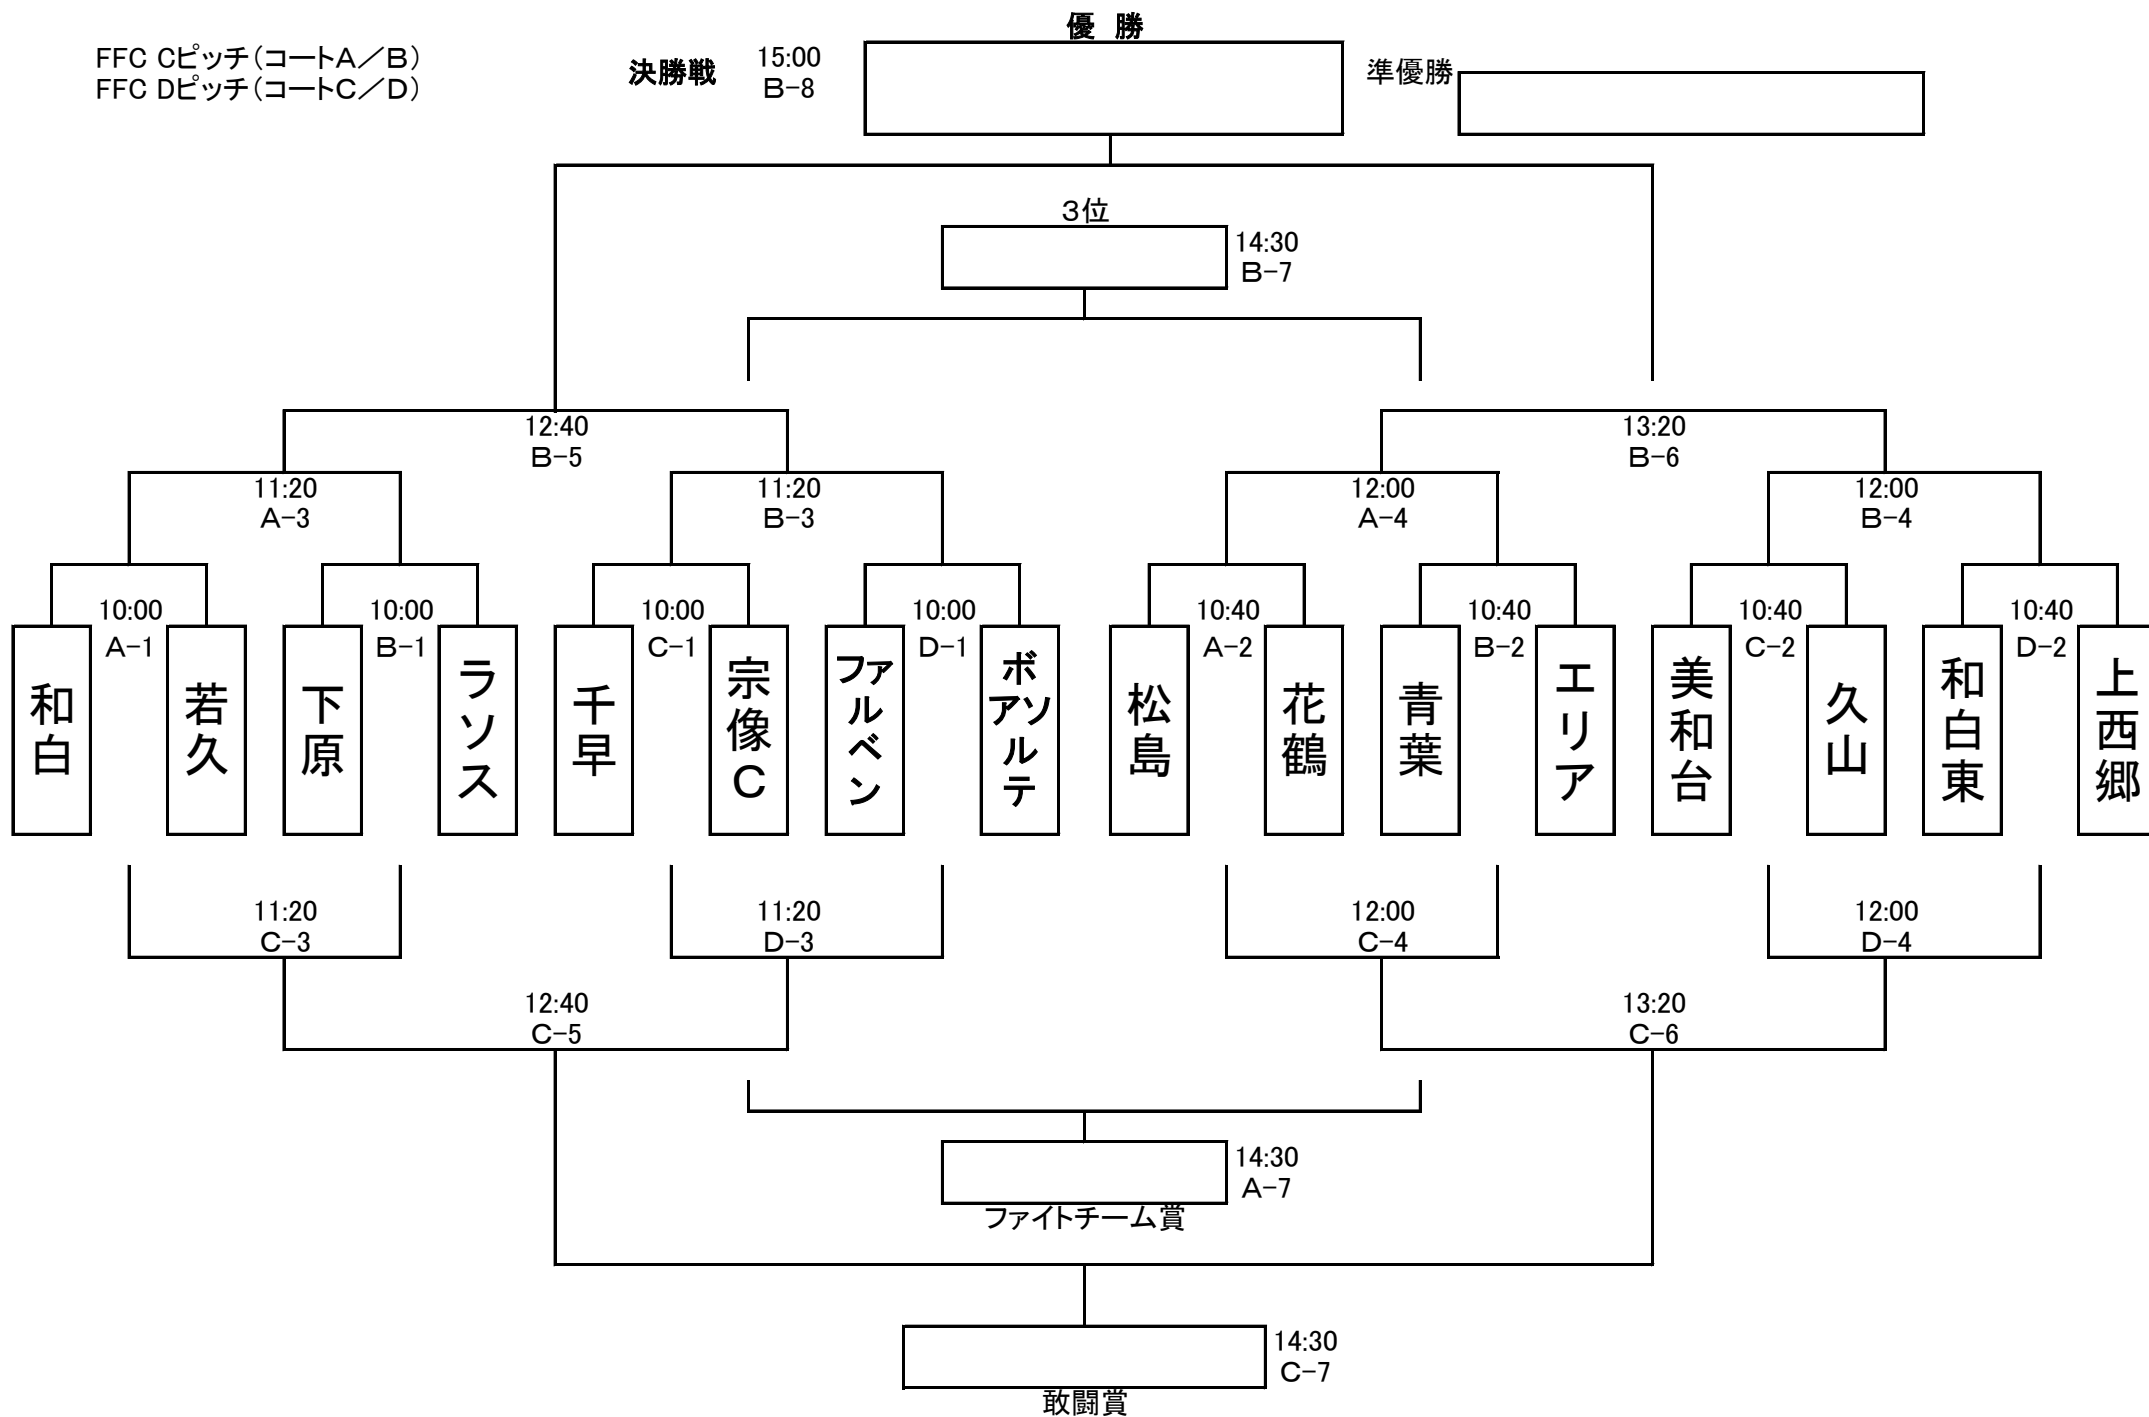 優　勝
FFC Cピッチ（コートＡ／Ｂ）
FFC Dピッチ（コートＣ／Ｄ）
決勝戦
15:00
Ｂ−8
準優勝
３位
14:30
Ｂ−7
12:40
Ｂ−5
13:20
Ｂ−6
11:20
Ａ−3
11:20
Ｂ−3
12:00
Ａ−4
12:00
Ｂ−4
10:00
Ａ−1
10:00
Ｂ−1
10:00
Ｃ−1
10:00
Ｄ−1
10:40
Ａ−2
10:40
Ｂ−2
10:40
Ｃ−2
10:40
Ｄ−2
和白
若久
下原
ラソス
千早
宗像Ｃ
ファルベン
ボアソルテ
松島
花鶴
青葉
エリア
美和台
久山
和白東
上西郷
11:20
Ｃ−3
11:20
Ｄ−3
12:00
Ｃ−4
12:00
Ｄ−4
12:40
Ｃ−5
13:20
Ｃ−6
14:30
Ａ−7
ファイトチーム賞
14:30
Ｃ−7
敢闘賞